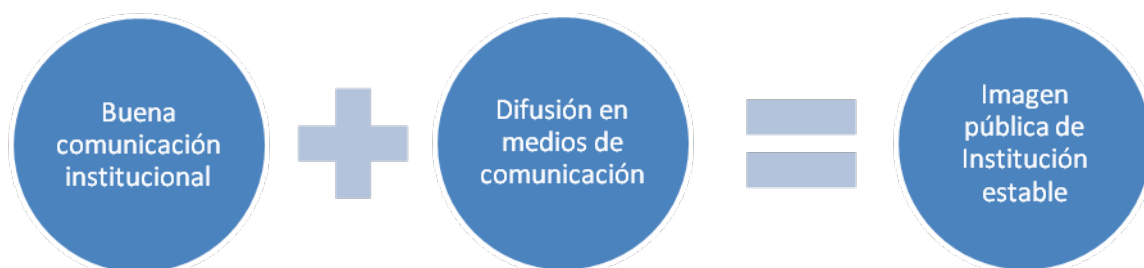 Buena
comunicación
institucional
Difusión en
medios de
comunicación
Imagen
pública de
Institución
estable